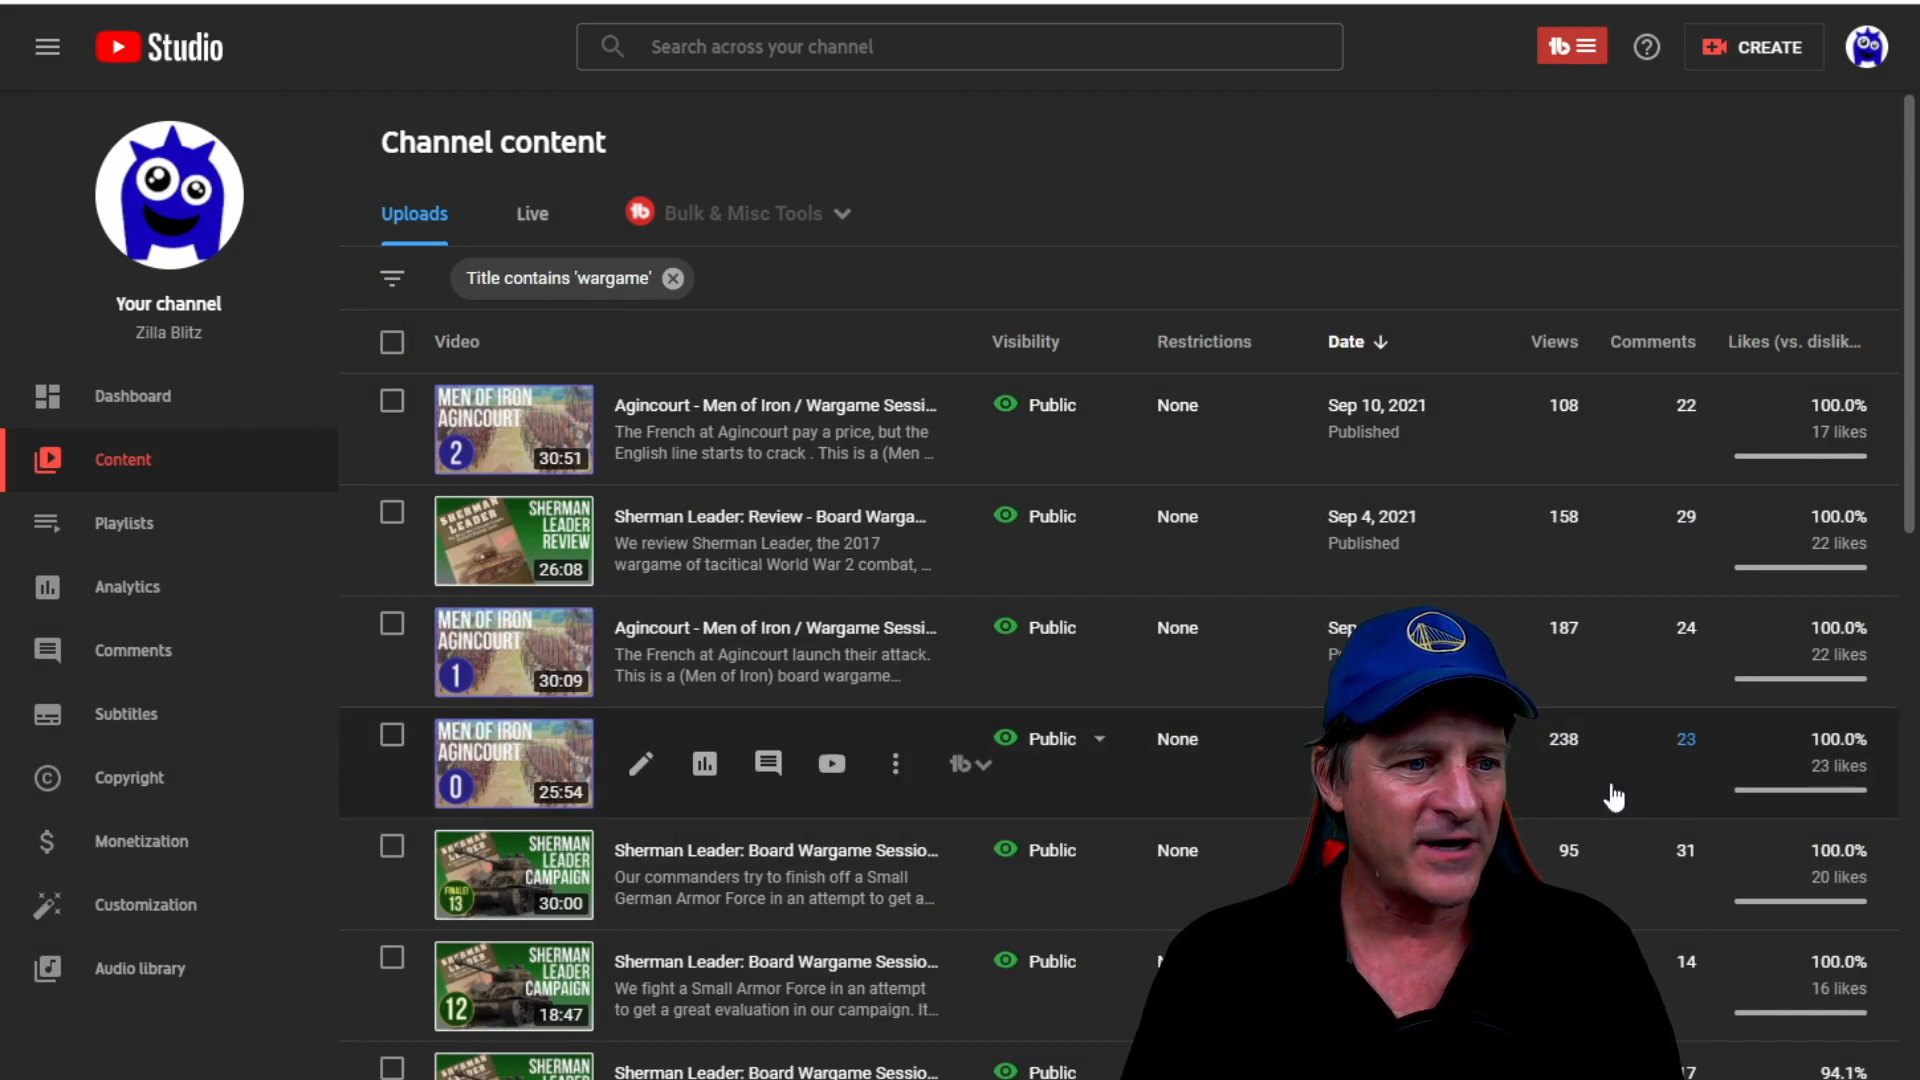 Studio
Search across your channel
CREATE
Your channel
Zilla Blitz
Dashboard
Content
Playlists
Analytics
Comments
Subtitles
Copyright
Monetization
Customization
Audio library
Channel content
Uploads
Live
Bulk & Misc Tools
Title contains 'wargame'
Video
Visibility
Restrictions
Date
Views
Comments
Likes (vs. dislik...
MEN OF IRON
AGINCOURT
2
30:51
Agincourt - Men of Iron / Wargame Sessi...
The French at Agincourt pay a price, but the
English line starts to crack . This is a (Men ...
Public
None
Sep 10, 2021
Published
108
22
100.0%
17 likes
SHERMAN
LEADER
SHERMAN
LEADER
REVIEW
26:08
Sherman Leader: Review - Board Warga...
We review Sherman Leader, the 2017
wargame of tacitical World War 2 combat, ...
Public
None
Sep 4, 2021
Published
158
29
100.0%
22 likes
MEN OF IRON
AGINCOURT
1
30:09
Agincourt - Men of Iron / Wargame Sessi...
The French at Agincourt launch their attack.
This is a (Men of Iron) board wargame...
Public
None
187
24
100.0%
22 likes
MEN OF IRON
AGINCOURT
0
25:54
Public
None
238
23
100.0%
23 likes
SHERMAN
LEADER
SHERMAN
LEADER
CAMPAIGN
FINALE!
13
30:00
Sherman Leader: Board Wargame Sessio...
Our commanders try to finish off a Small
German Armor Force in an attempt to get a...
Public
None
95
31
100.0%
20 likes
SHERMAN
LEADER
SHERMAN
LEADER
CAMPAIGN
12
18:47
Sherman Leader: Board Wargame Sessio...
We fight a Small Armor Force in an attempt
to get a great evaluation in our campaign. It...
Public
14
100.0%
16 likes
SHERMAN
LEADER
Sherman Leader: Board Wargame Sessio...
Public
94.1%